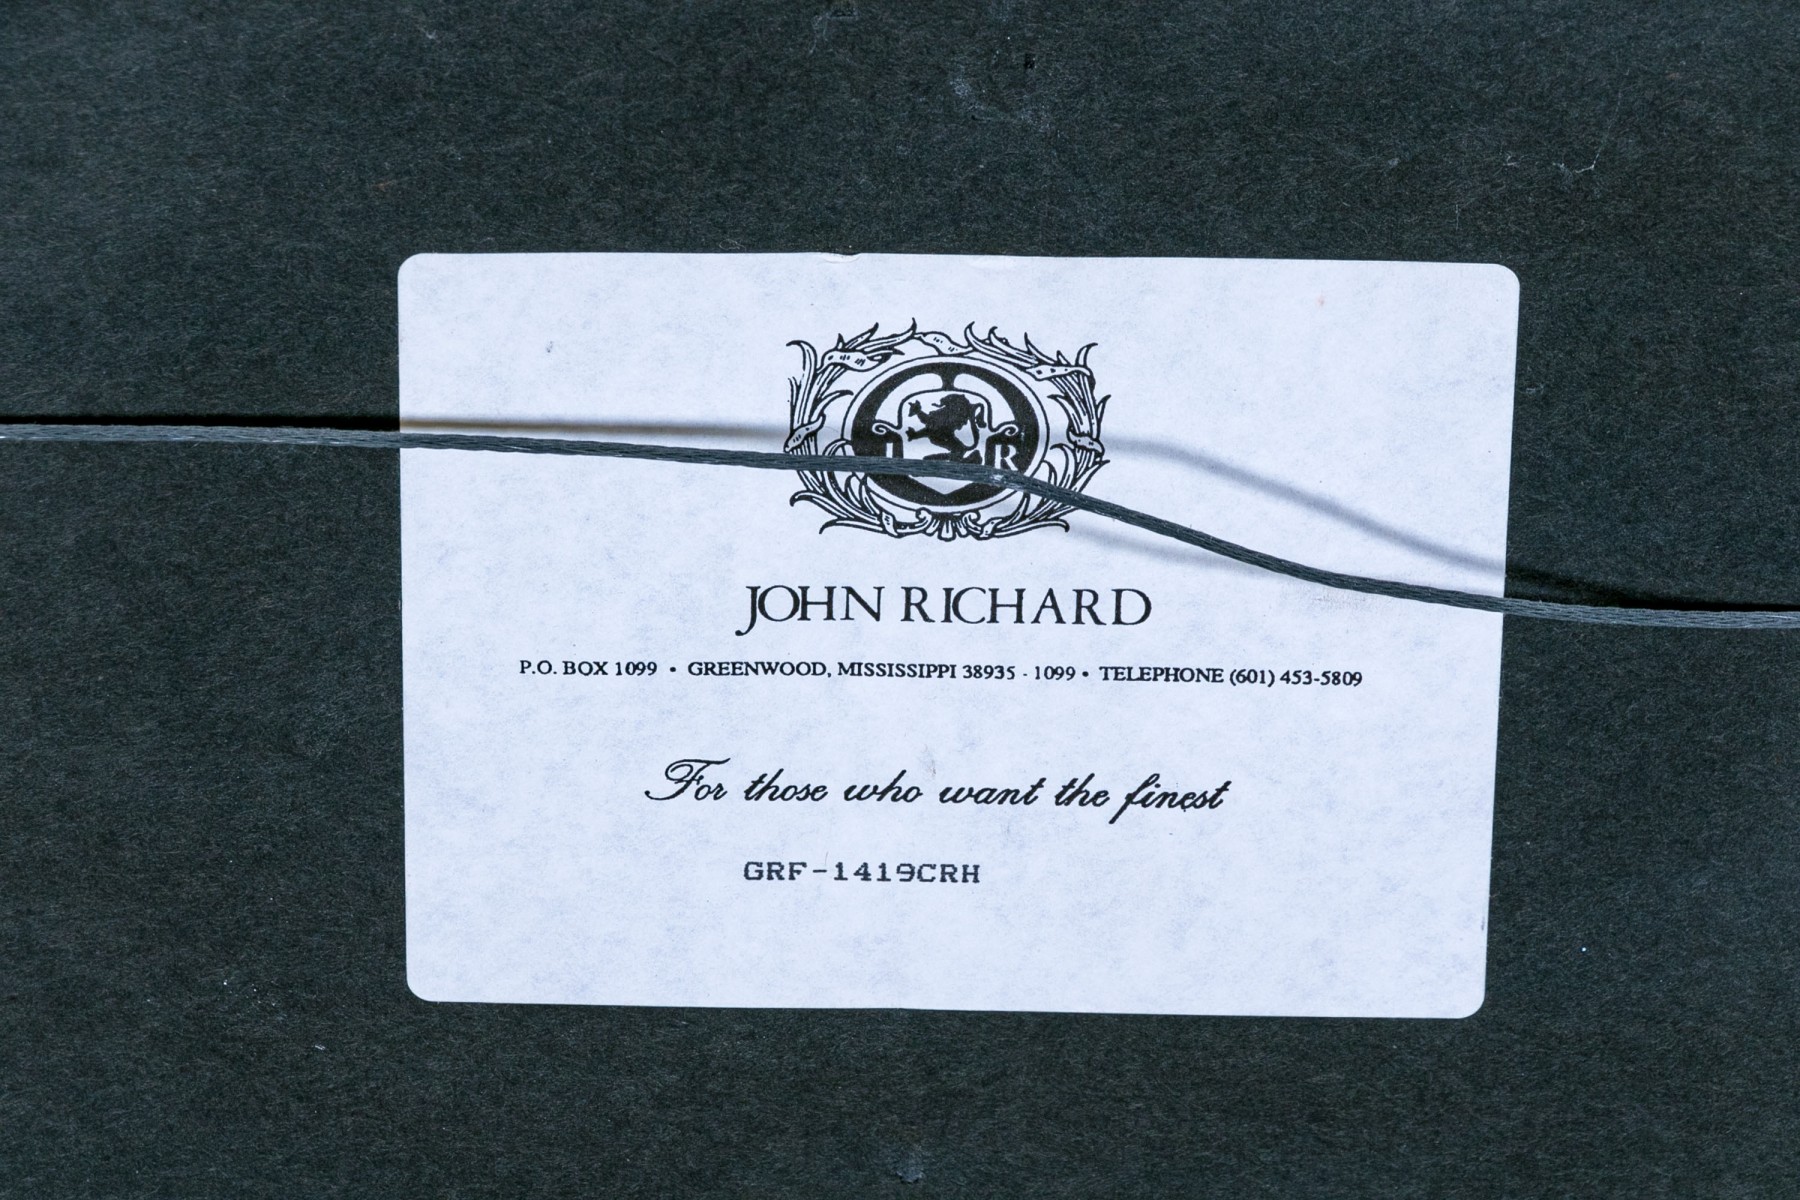 J R
JOHN RICHARD
P.O. BOX 1099 • GREENWOOD, MISSISSIPPI 38935 - 1099 • TELEPHONE (601) 453-5809
For those who want the finest
GRF-1419CRH